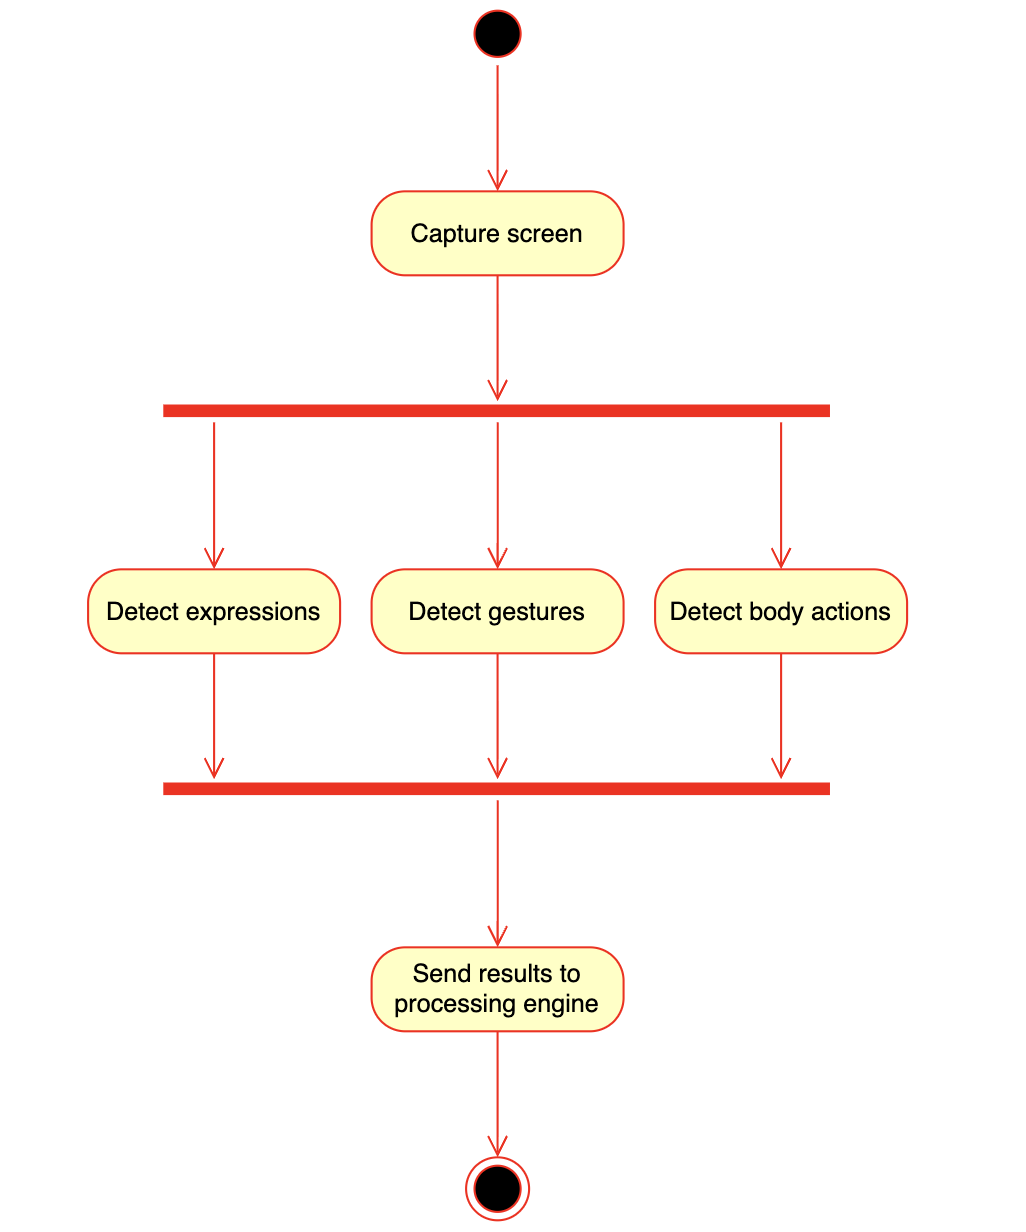 Capture screen
Detect expressions
Detect gestures
Detect body actions
Send results to
processing engine